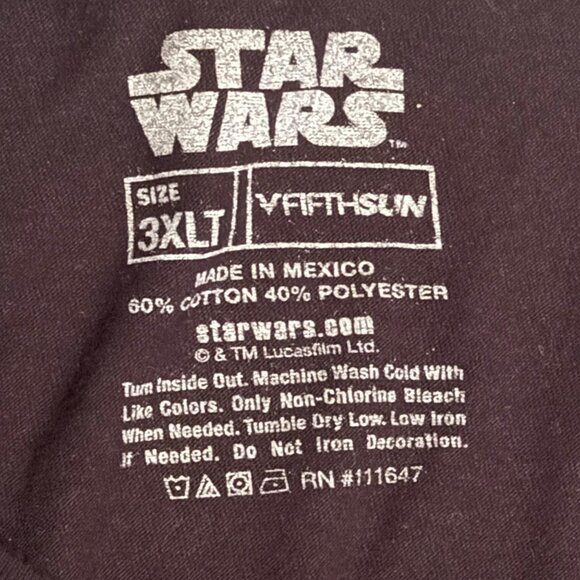 STAR
WARS™
SIZE
3XLT
FIFTHSUN
MADE IN MEXICO
60% COTTON 40% POLYESTER
starwars.com
© & TM Lucasfilm Ltd.
Turn Inside Out. Machine Wash Cold With
Like Colors. Only Non-Chlorine Bleach
When Needed. Tumble Dry Low. Low Iron
If Needed. Do Not Iron Decoration.
RN #111647